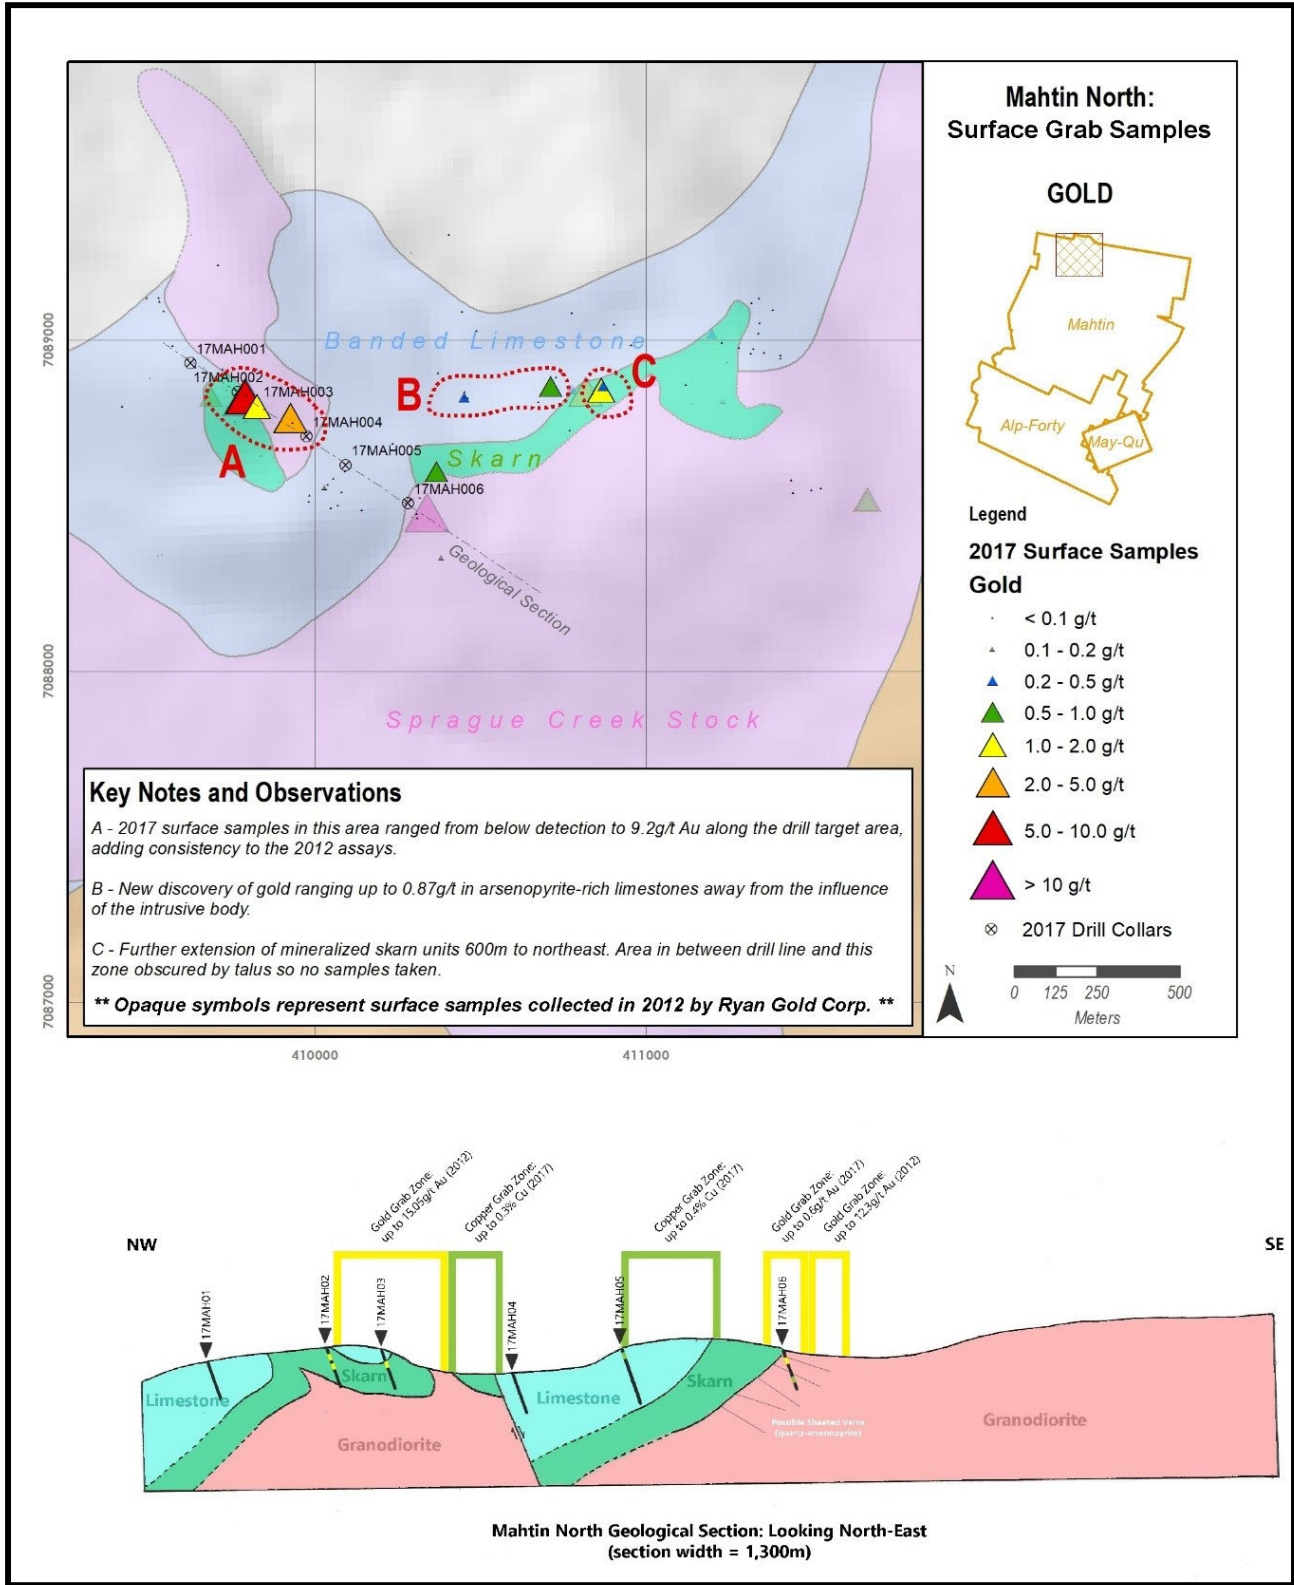 Mahtin North:
Surface Grab Samples
GOLD
Mahtin
Alp-Forty
May-Qu
Legend
2017 Surface Samples
Gold
< 0.1 g/t
0.1 - 0.2 g/t
0.2 - 0.5 g/t
0.5 - 1.0 g/t
1.0 - 2.0 g/t
2.0 - 5.0 g/t
5.0 - 10.0 g/t
> 10 g/t
2017 Drill Collars
N
0 125 250 500
Meters
7089000
7088000
7087000
410000
411000
Banded Limestone
17MAH001
17MAH002
17MAH003
17MAH004
17MAH005
17MAH006
A
B
C
Skarn
Geological Section
Sprague Creek Stock
Key Notes and Observations
A - 2017 surface samples in this area ranged from below detection to 9.2g/t Au along the drill target area,
adding consistency to the 2012 assays.
B - New discovery of gold ranging up to 0.87g/t in arsenopyrite-rich limestones away from the influence
of the intrusive body.
C - Further extension of mineralized skarn units 600m to northeast. Area in between drill line and this
zone obscured by talus so no samples taken.
** Opaque symbols represent surface samples collected in 2012 by Ryan Gold Corp. **
Gold Grab Zone:
up to 15.05g/t Au (2012)
Copper Grab Zone:
up to 0.3% Cu (2017)
Copper Grab Zone:
up to 0.4% Cu (2017)
Gold Grab Zone:
up to 0.6g/t Au (2017)
Gold Grab Zone:
up to 12.3g/t Au (2012)
NW
SE
17MAH01
17MAH02
17MAH03
17MAH04
17MAH05
17MAH06
Limestone
Skarn
Granodiorite
Limestone
Skarn
Possible Sheeted Veins
(quartz-arsenopyrite)
Granodiorite
Mahtin North Geological Section: Looking North-East
(section width = 1,300m)